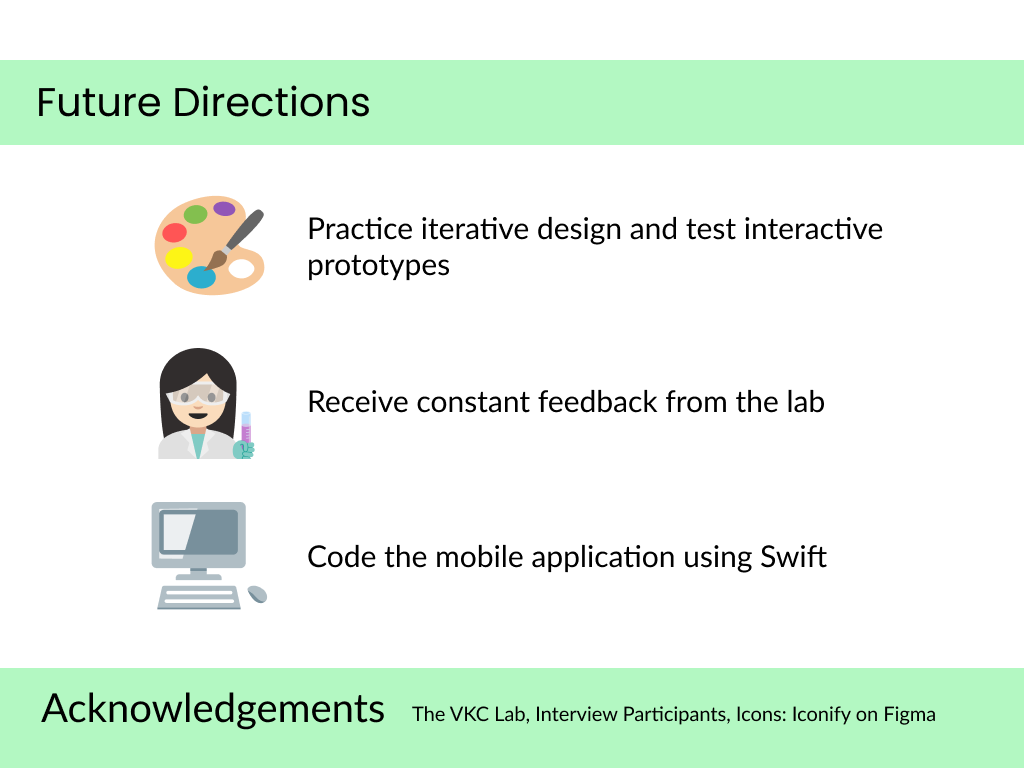 Future Directions
Practice iterative design and test interactive
prototypes
Receive constant feedback from the lab
Code the mobile application using Swift
Acknowledgements The VKC Lab, Interview Participants, Icons: Iconify on Figma